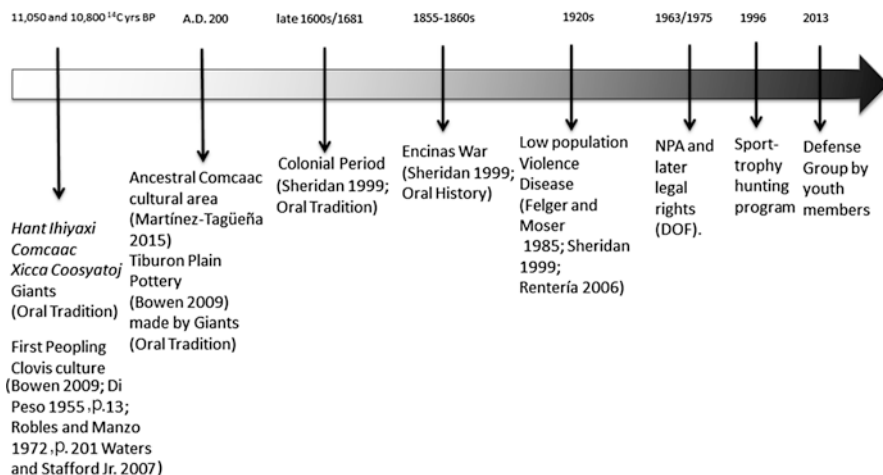 11,050 and 10,800 ¹⁴C yrs BP
A.D. 200
late 1600s/1681
1855-1860s
1920s
1963/1975
1996
2013
Hant Ihiyaxi
Comcaac
Xicca Coosyatoj
Giants
(Oral Tradition)
First Peopling
Clovis culture
(Bowen 2009; Di
Peso 1955 ,p.13;
Robles and Manzo
1972 ,p. 201 Waters
and Stafford Jr. 2007)
Ancestral Comcaac
cultural area
(Martínez-Tagüeña
2015)
Tiburon Plain
Pottery
(Bowen 2009)
made by Giants
(Oral Tradition)
Colonial Period
(Sheridan 1999;
Oral Tradition)
Encinas War
(Sheridan 1999;
Oral History)
Low population
Violence
Disease
(Felger and
Moser
1985; Sheridan
1999;
Rentería 2006)
NPA and
later
legal
rights
(DOF).
Sport-
trophy
hunting
program
Defense
Group by
youth
members